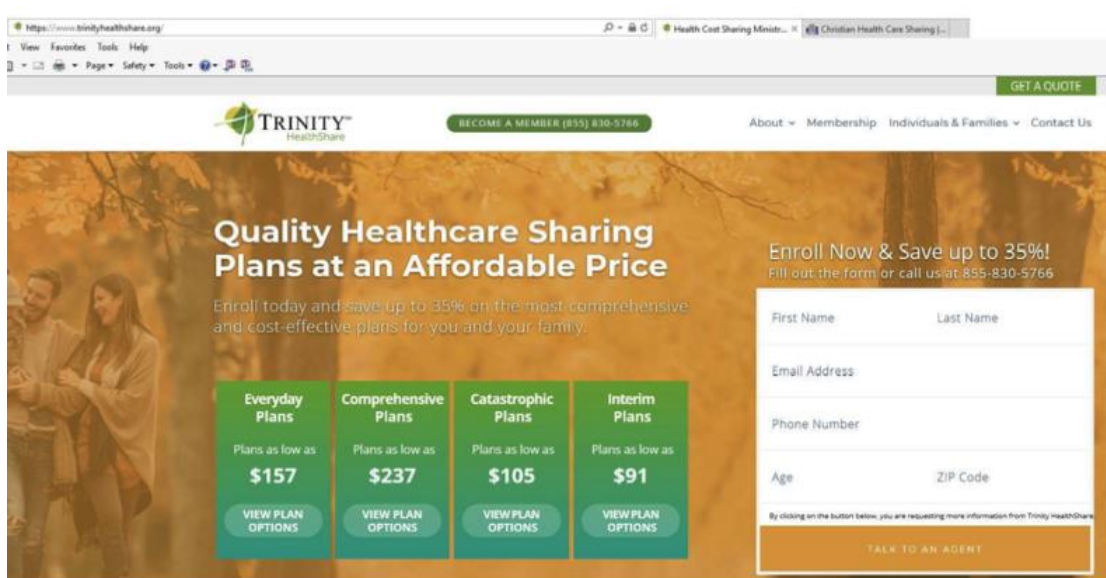 https://www.trinityhealthshare.org/
Health Cost Sharing Ministr...
Christian Health Care Sharing |...
View Favorites Tools Help
Page Safety Tools
GET A QUOTE
TRINITY™
HealthShare
BECOME A MEMBER (855) 830-5766
About Membership Individuals & Families Contact Us
Quality Healthcare Sharing
Plans at an Affordable Price
Enroll today and save up to 35% on the most comprehensive
and cost-effective plans for you and your family.
Enroll Now & Save up to 35%!
Fill out the form or call us at 855-830-5766
First Name Last Name
Email Address
Phone Number
Age ZIP Code
By clicking on the button below, you are requesting more information from Trinity HealthShare
TALK TO AN AGENT
Everyday
Plans
Plans as low as
$157
VIEW PLAN
OPTIONS
Comprehensive
Plans
Plans as low as
$237
VIEW PLAN
OPTIONS
Catastrophic
Plans
Plans as low as
$105
VIEW PLAN
OPTIONS
Interim
Plans
Plans as low as
$91
VIEW PLAN
OPTIONS